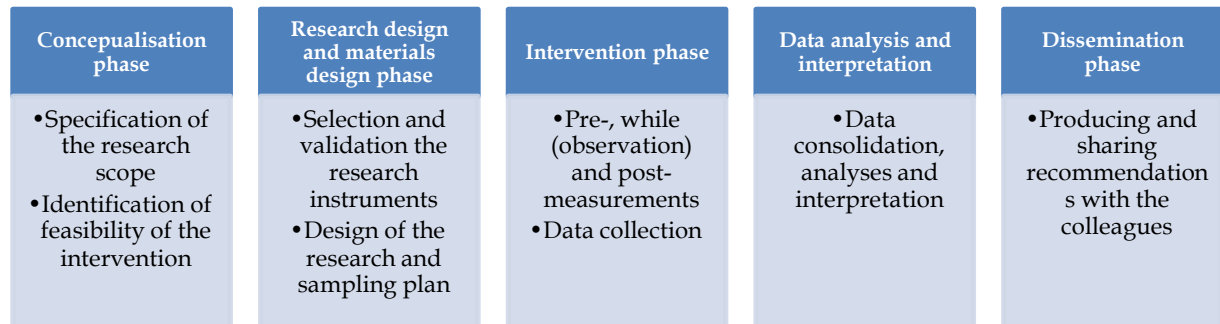 Concepualisation
phase
•Specification of
the research
scope
•Identification of
feasibility of the
intervention
Research design
and materials
design phase
•Selection and
validation the
research
instruments
•Design of the
research and
sampling plan
Intervention phase
•Pre-, while
(observation)
and post-
measurements
•Data collection
Data analysis and
interpretation
•Data
consolidation,
analyses and
interpretation
Dissemination
phase
•Producing and
sharing
recommendation
s with the
colleagues